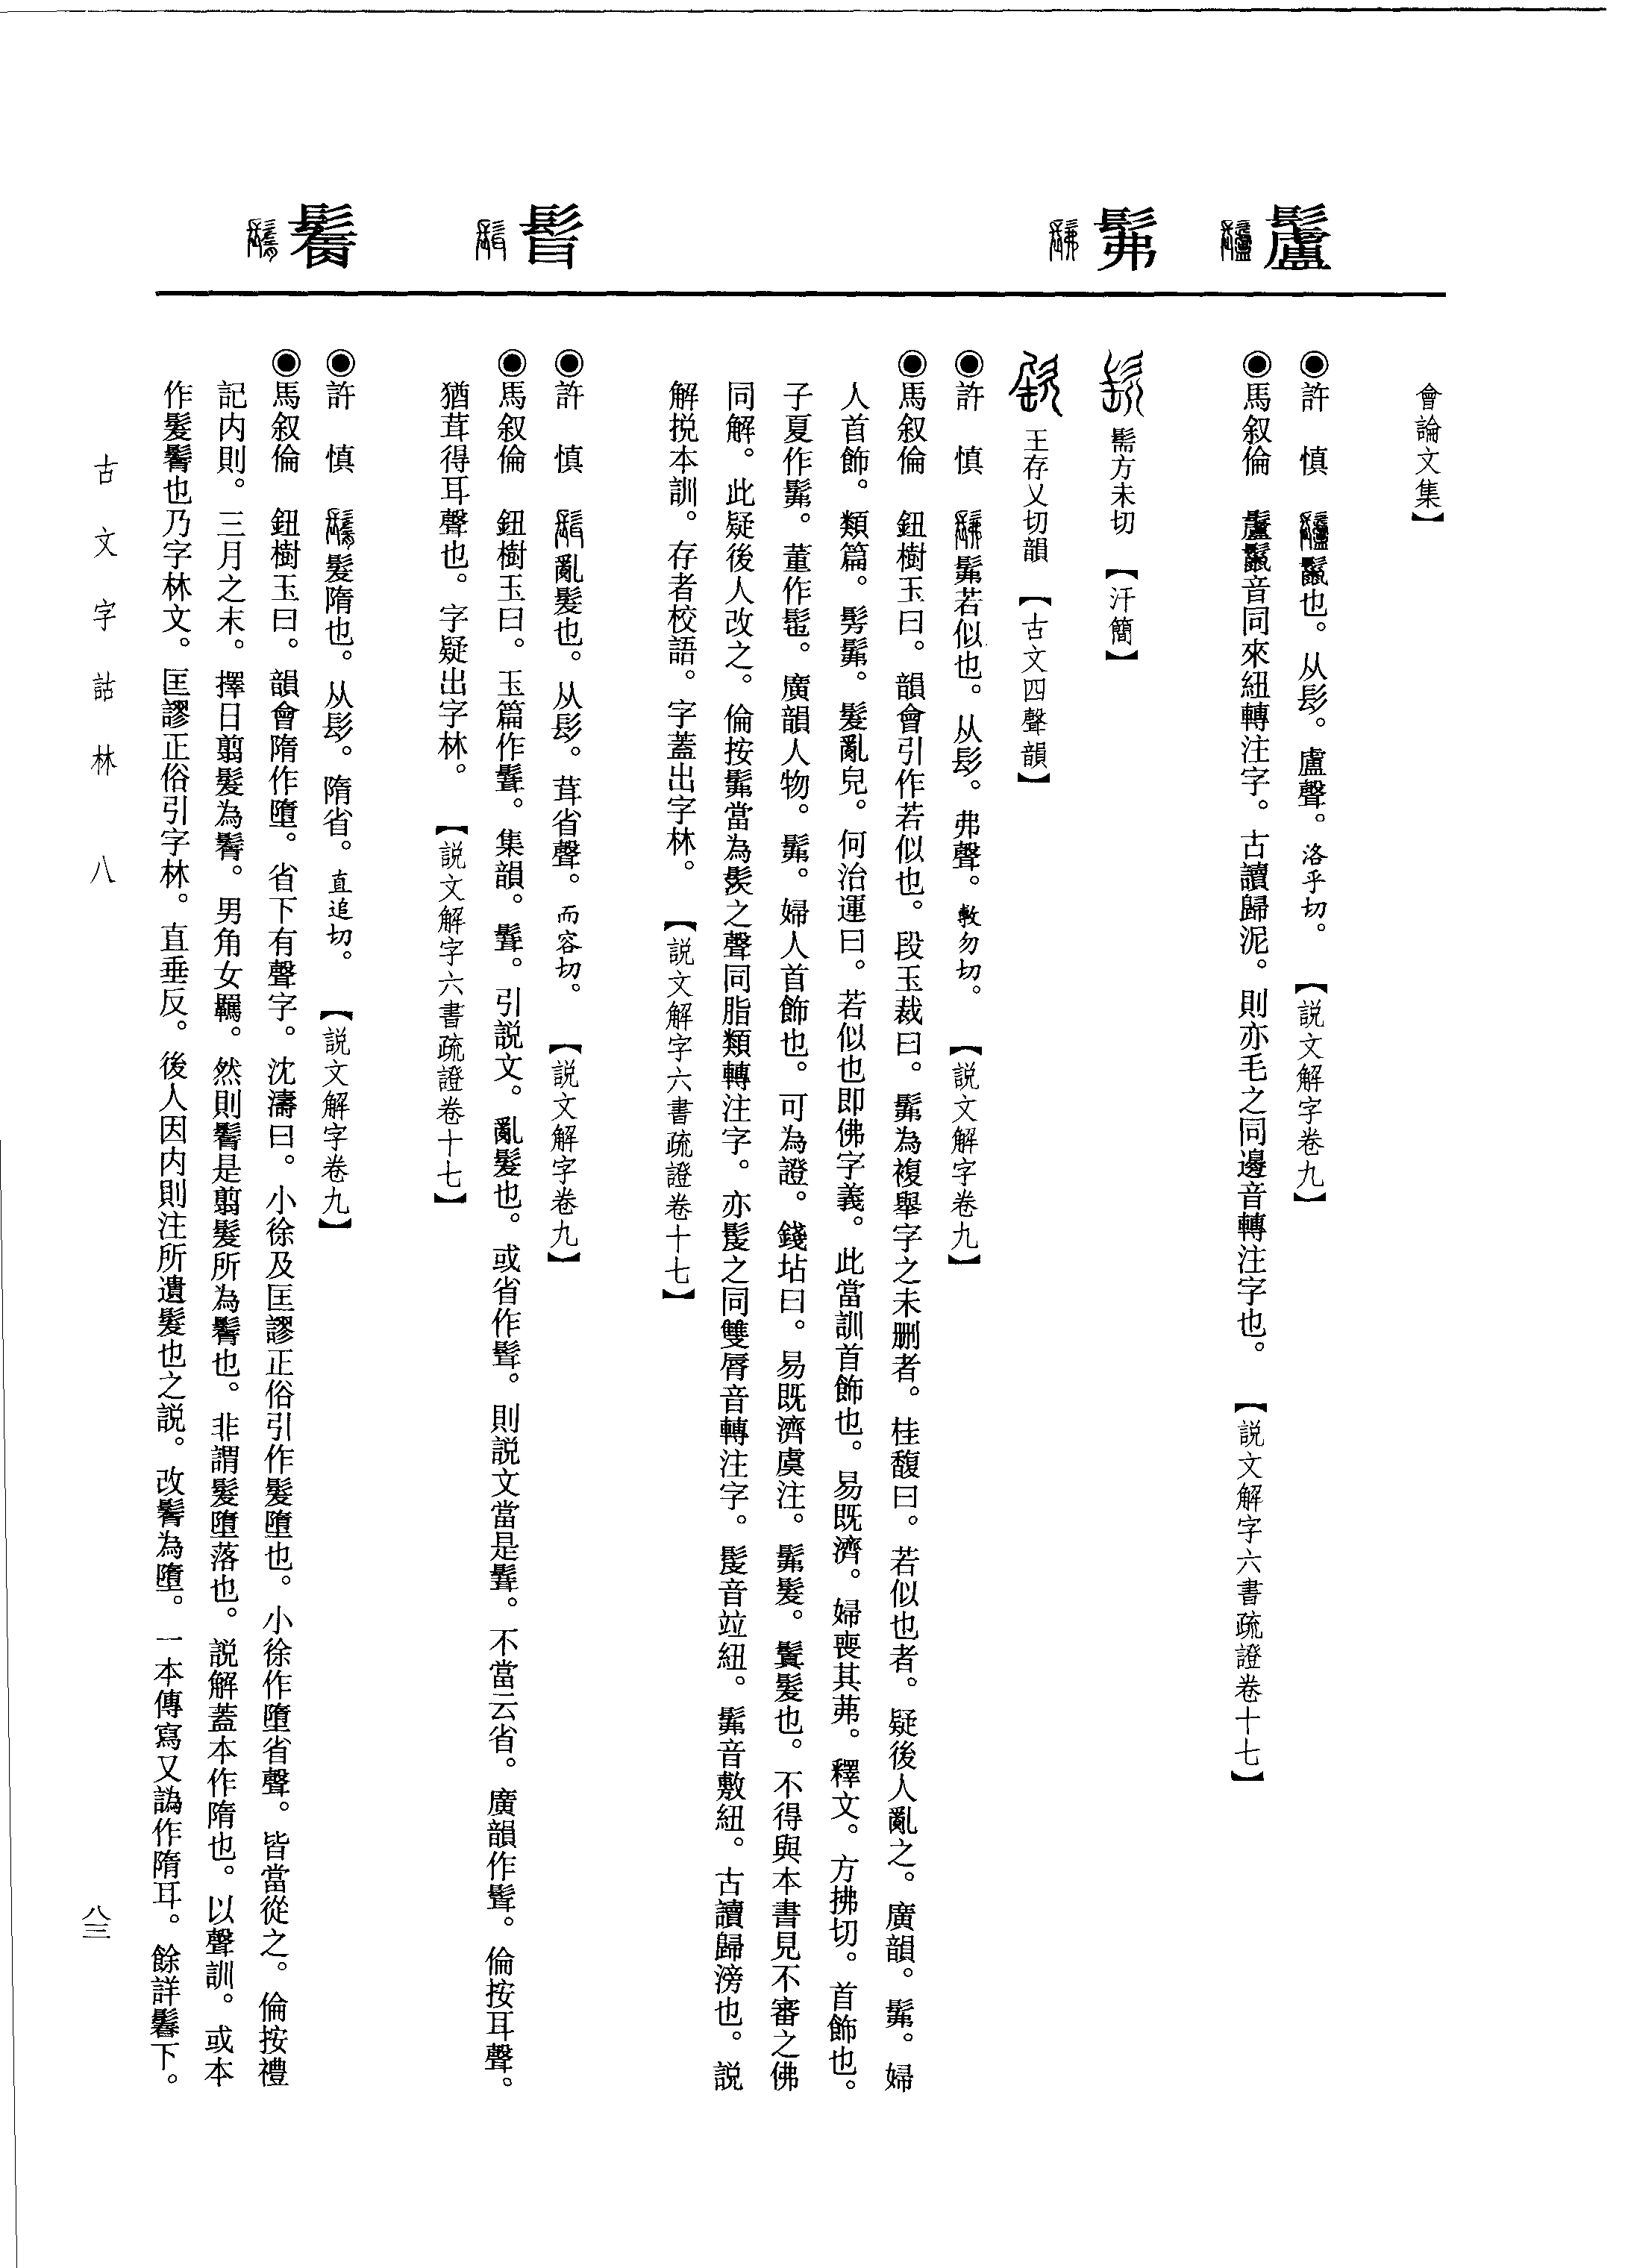 會論文集】
鬛
◉許　慎　鬣也。从髟。盧聲。洛乎切。【説文解字卷九】
◉馬叙倫　鬣音同來紐轉注字。古讀歸泥。則亦毛之同邊音轉注字也。【説文解字六書疏證卷十七】
髴
髴方未切　【汗簡】
王存乂切韻　【古文四聲韻】
◉許　慎　髴若似也。从髟。弗聲。敷勿切。【説文解字卷九】
◉馬叙倫　鈕樹玉曰。韻會引作若似也。段玉裁曰。髴為複舉字之未删者。桂馥曰。若似也者。疑後人亂之。廣韻。髴。婦
人首飾。類篇。髣髴。髮亂皃。何治運曰。若似也即佛字義。此當訓首飾也。易既濟。婦喪其茀。釋文。方拂切。首飾也。
子夏作髴。董作髢。廣韻人物。髴。婦人首飾也。可為證。錢坫曰。易既濟虞注。髴髮。鬒髮也。不得與本書見不審之佛
同解。此疑後人改之。倫按髴當為髮之聲同脂類轉注字。亦髲之同雙脣音轉注字。髲音竝紐。髴音敷紐。古讀歸滂也。説
解挩本訓。存者校語。字蓋出字林。【説文解字六書疏證卷十七】
◉許　慎　亂髮也。从髟。茸省聲。而容切。【説文解字卷九】
◉馬叙倫　鈕樹玉曰。玉篇作鬞。集韻。鬞。引説文。亂髮也。或省作髶。則説文當是鬞。不當云省。廣韻作髶。倫按耳聲。
猶茸得耳聲也。字疑出字林。【説文解字六書疏證卷十七】
◉許　慎　髮隋也。从髟。隋省。直追切。【説文解字卷九】
◉馬叙倫　鈕樹玉曰。韻會隋作墮。省下有聲字。沈濤曰。小徐及匡謬正俗引作髮墮也。小徐作墮省聲。皆當從之。倫按禮
記内則。三月之末。擇日翦髮為鬌。男角女羈。然則鬌是翦髮所為鬌也。非謂髮墮落也。説解蓋本作隋也。以聲訓。或本
作髮鬌也乃字林文。匡謬正俗引字林。直垂反。後人因内則注所遺髮也之説。改鬌為墮。一本傳寫又譌作隋耳。餘詳鬊下。
古文字詁林　八
八三